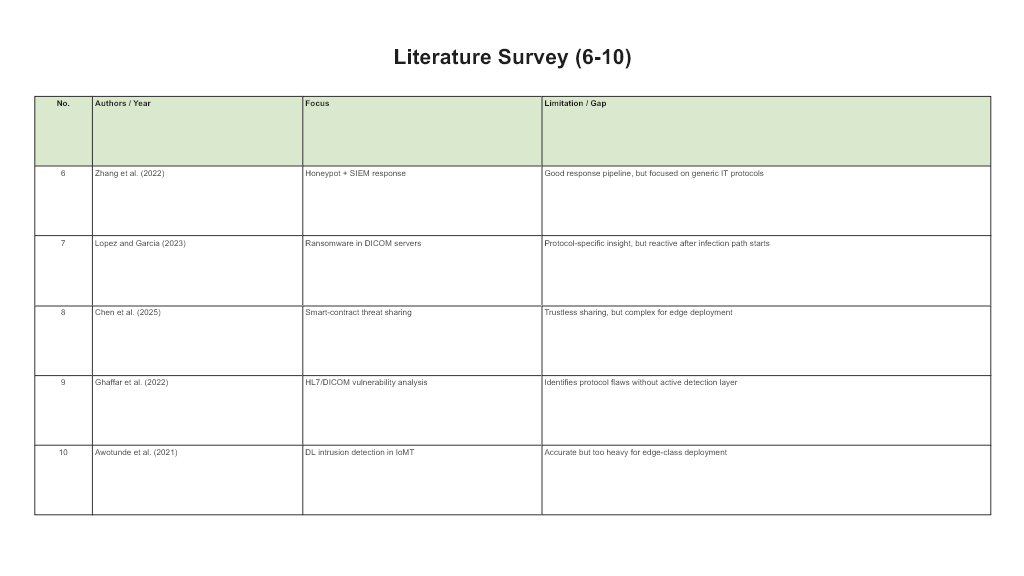 Literature Survey (6-10)
No. Authors / Year Focus Limitation / Gap
6 Zhang et al. (2022) Honeypot + SIEM response Good response pipeline, but focused on generic IT protocols
7 Lopez and Garcia (2023) Ransomware in DICOM servers Protocol-specific insight, but reactive after infection path starts
8 Chen et al. (2025) Smart-contract threat sharing Trustless sharing, but complex for edge deployment
9 Ghaffar et al. (2022) HL7/DICOM vulnerability analysis Identifies protocol flaws without active detection layer
10 Awotunde et al. (2021) DL intrusion detection in IoMT Accurate but too heavy for edge-class deployment